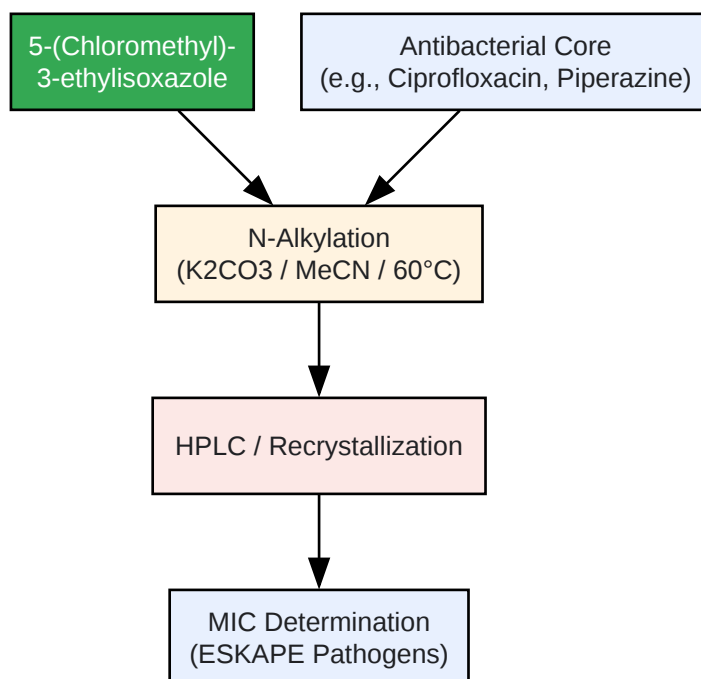 5-(Chloromethyl)-
3-ethylisoxazole
Antibacterial Core
(e.g., Ciprofloxacin, Piperazine)
N-Alkylation
(K2CO3 / MeCN / 60°C)
HPLC / Recrystallization
MIC Determination
(ESKAPE Pathogens)